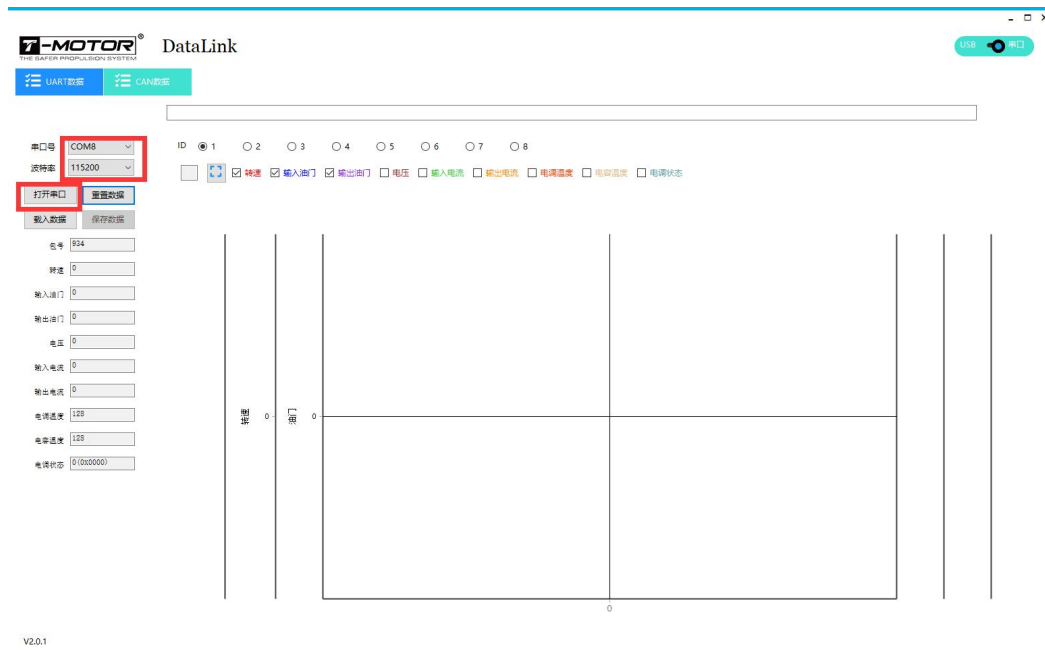 T-MOTOR®
THE SAFER PROPULSION SYSTEM
DataLink
USB 串口
UART数据 CAN数据
串口号 COM8
波特率 115200
ID 1 2 3 4 5 6 7 8
转速 输入油门 输出油门 电压 输入电流 输出电流 电调温度 电容温度 电调状态
打开串口 重置数据
载入数据 保存数据
包号 934
转速 0
输入油门 0
输出油门 0
电压 0
输入电流 0
输出电流 0
电调温度 128
电容温度 128
电调状态 0(0X0000)
转速 0
油门 0
0
V2.0.1